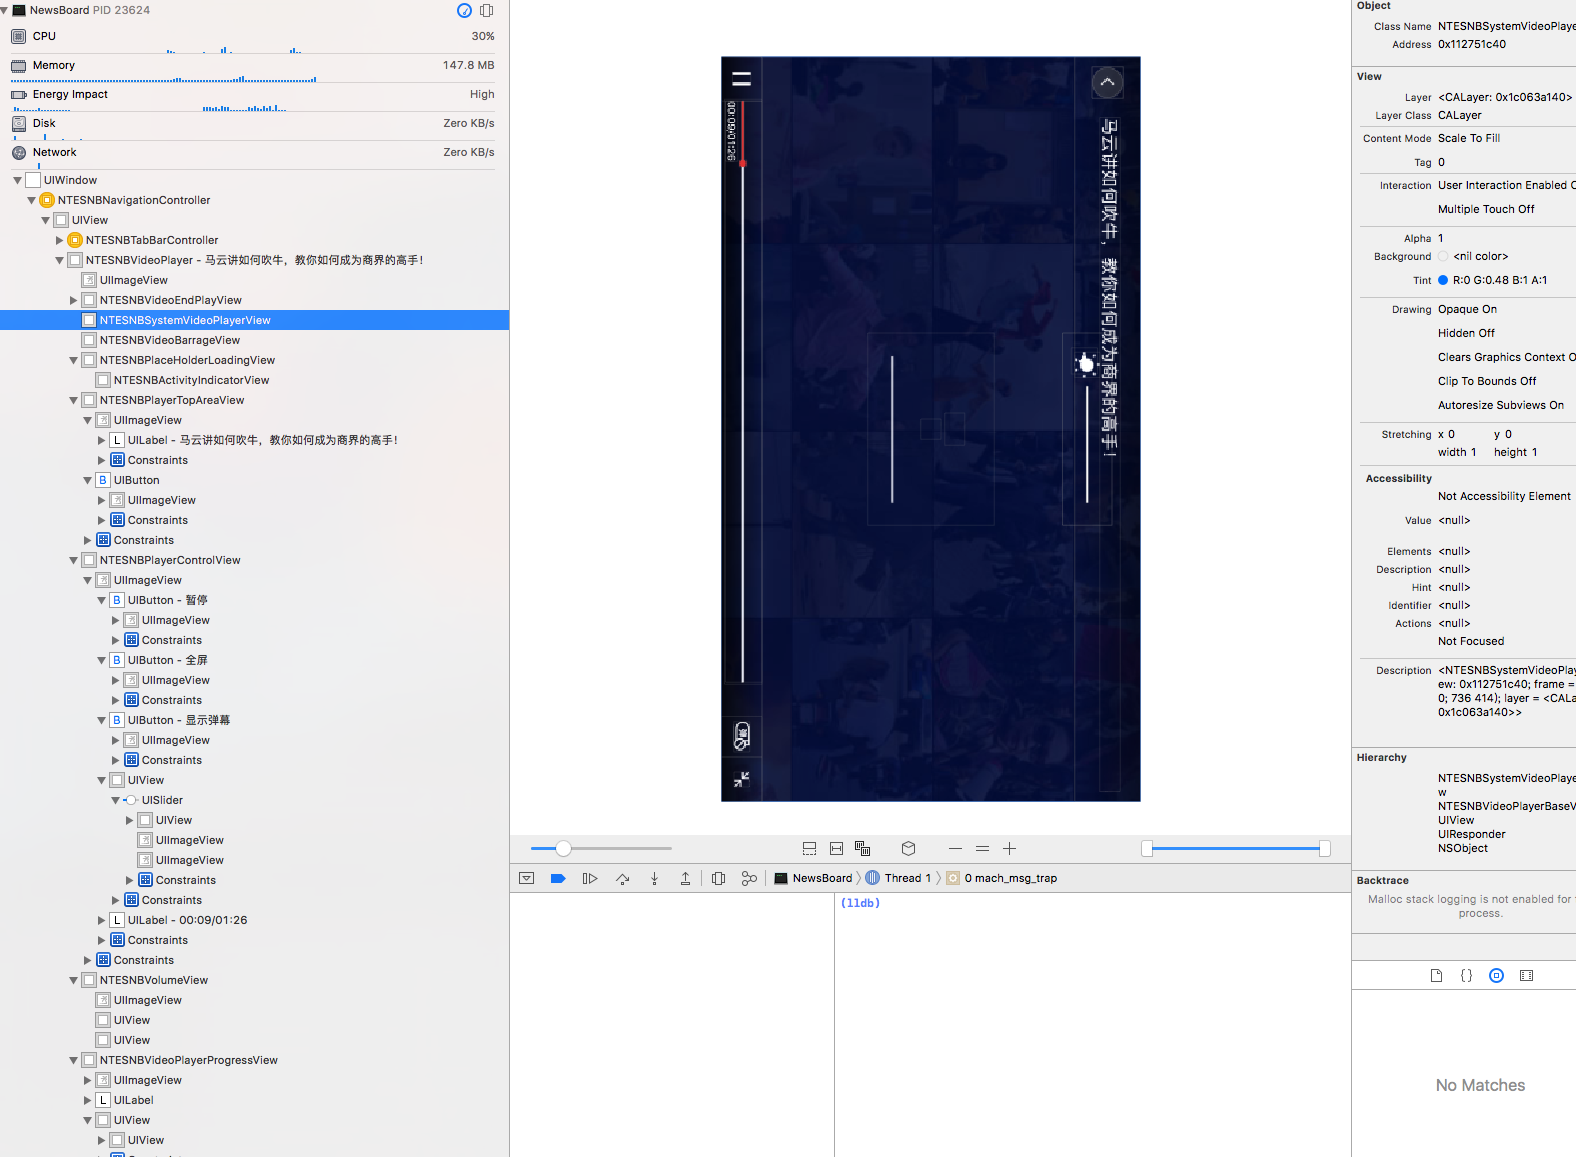 NewsBoard PID 23624
CPU 30%
Memory 147.8 MB
Energy Impact High
Disk Zero KB/s
Network Zero KB/s
UIWindow
NTESNBNavigationController
UIView
NTESNBTabBarController
NTESNBVideoPlayer - 马云讲如何吹牛，教你如何成为商界的高手！
UIImageView
NTESNBVideoEndPlayView
NTESNBSystemVideoPlayerView
NTESNBVideoBarrageView
NTESNBPlaceHolderLoadingView
NTESNBActivityIndicatorView
NTESNBPlayerTopAreaView
UIImageView
L UILabel - 马云讲如何吹牛，教你如何成为商界的高手！
Constraints
B UIButton
UIImageView
Constraints
Constraints
NTESNBPlayerControlView
UIImageView
B UIButton - 暂停
UIImageView
Constraints
B UIButton - 全屏
UIImageView
Constraints
B UIButton - 显示弹幕
UIImageView
Constraints
UIView
UISlider
UIView
UIImageView
UIImageView
Constraints
Constraints
L UILabel - 00:09/01:26
Constraints
Constraints
NTESNBVolumeView
UIImageView
UIView
UIView
NTESNBVideoPlayerProgressView
UIImageView
L UILabel
UIView
UIView
马云讲如何吹牛，教你如何成为商界的高手！
00:09/01:26
NewsBoard
Thread 1
0 mach_msg_trap
(lldb)
Object
Class Name NTESNBSystemVideoPlaye
Address 0x112751c40
View
Layer <CALayer: 0x1c063a140>
Layer Class CALayer
Content Mode Scale To Fill
Tag 0
Interaction User Interaction Enabled O
Multiple Touch Off
Alpha 1
Background <nil color>
Tint R:0 G:0.48 B:1 A:1
Drawing Opaque On
Hidden Off
Clears Graphics Context O
Clip To Bounds Off
Autoresize Subviews On
Stretching x 0 y 0
width 1 height 1
Accessibility
Not Accessibility Element
Value <null>
Elements <null>
Description <null>
Hint <null>
Identifier <null>
Actions <null>
Not Focused
Description <NTESNBSystemVideoPlay
ew: 0x112751c40; frame =
0; 736 414); layer = <CALa
0x1c063a140>>
Hierarchy
NTESNBSystemVideoPlaye
w
NTESNBVideoPlayerBaseV
UIView
UIResponder
NSObject
Backtrace
Malloc stack logging is not enabled for
process.
No Matches